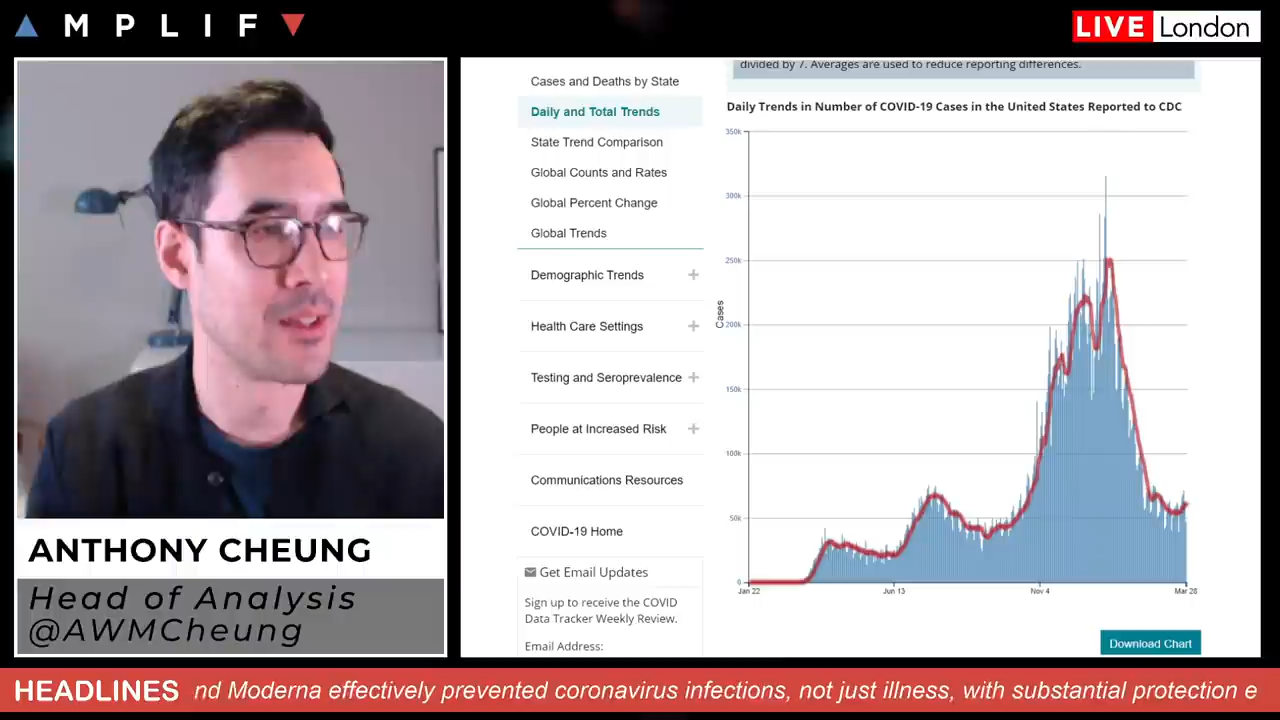 AMPLIFY
LIVE London
ANTHONY CHEUNG
Head of Analysis
@AWMCheung
Cases and Deaths by State
Daily and Total Trends
State Trend Comparison
Global Counts and Rates
Global Percent Change
Global Trends
Demographic Trends
Health Care Settings
Testing and Seroprevalence
People at Increased Risk
Communications Resources
COVID-19 Home
Get Email Updates
Sign up to receive the COVID
Data Tracker Weekly Review.
Email Address:
divided by 7. Averages are used to reduce reporting differences.
Daily Trends in Number of COVID-19 Cases in the United States Reported to CDC
350k
300k
250k
200k
150k
100k
50k
0
Cases
Jan 22
Jun 13
Nov 4
Mar 28
Download Chart
HEADLINES nd Moderna effectively prevented coronavirus infections, not just illness, with substantial protection e